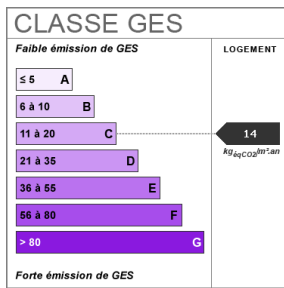 CLASSE GES
Faible émission de GES
LOGEMENT
≤ 5 A
6 à 10 B
11 à 20 C
14
kgéqCO2/m².an
21 à 35 D
36 à 55 E
56 à 80 F
> 80 G
Forte émission de GES